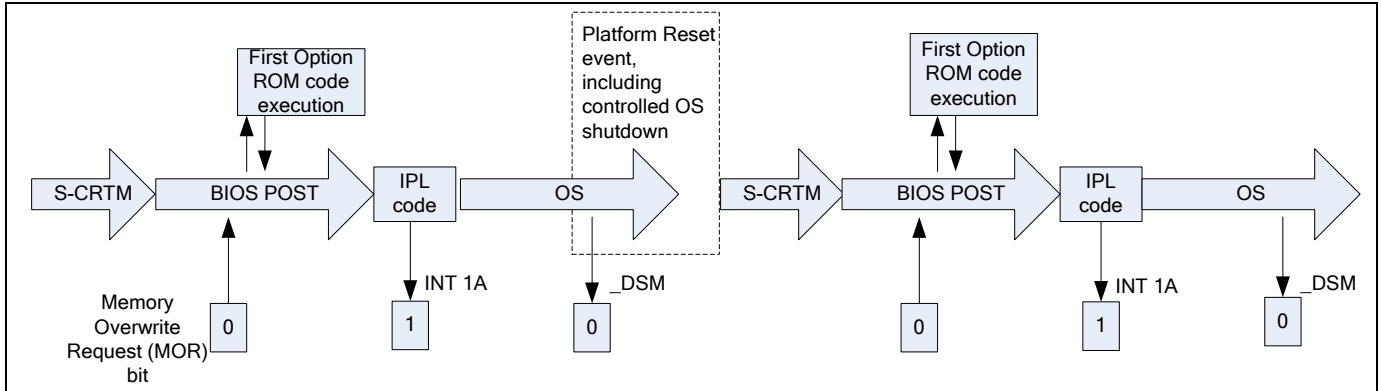 First Option
ROM code
execution
Platform Reset
event,
including
controlled OS
shutdown
First Option
ROM code
execution
S-CRTM
BIOS POST
IPL
code
OS
S-CRTM
BIOS POST
IPL
code
OS
INT 1A
_DSM
INT 1A
_DSM
Memory
Overwrite
Request (MOR)
bit
0
1
0
0
1
0